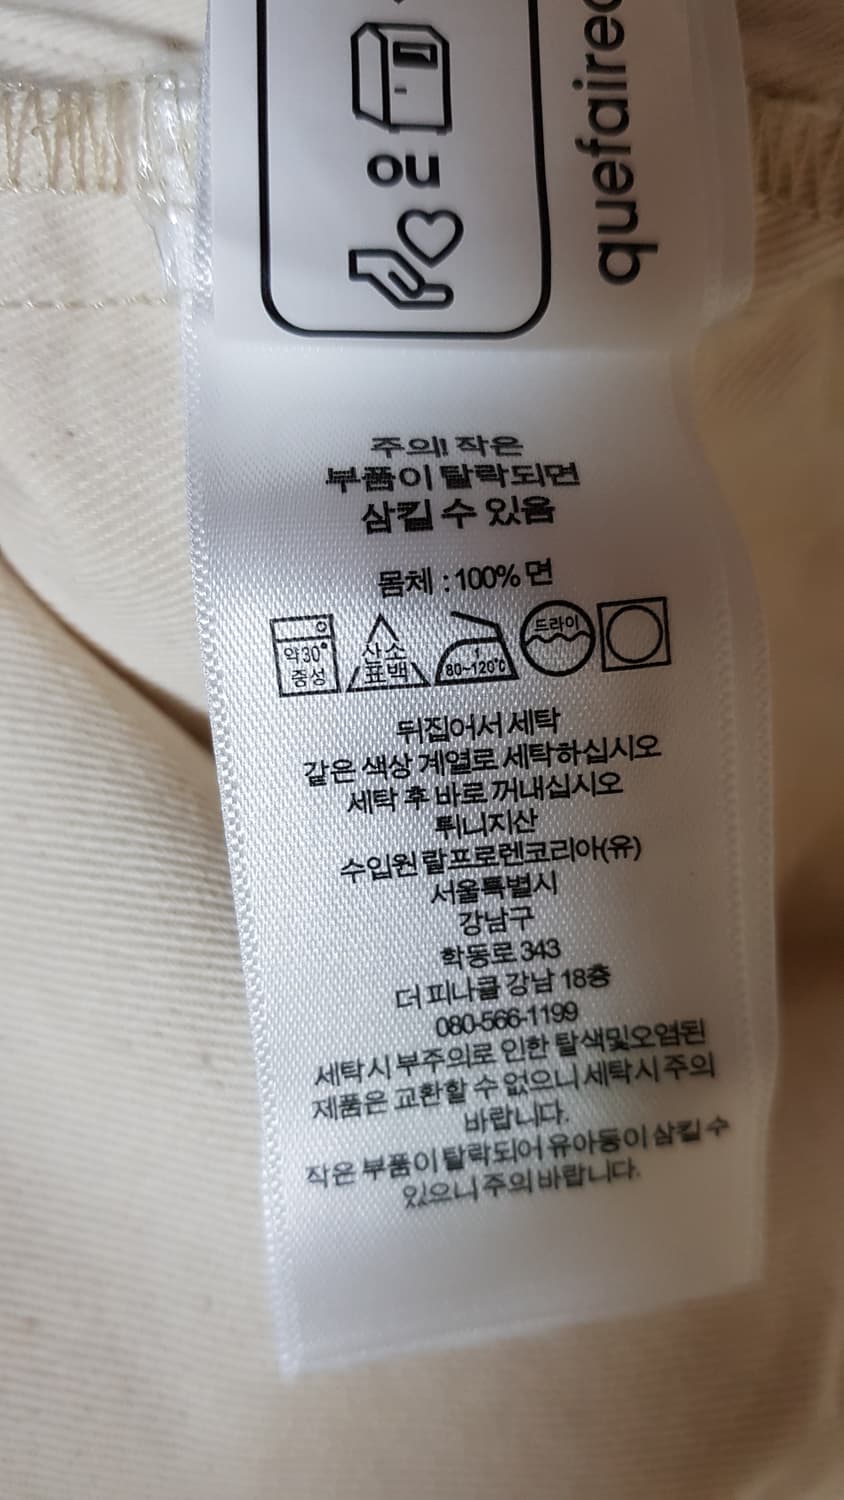 quefairede
OU
주의! 작은
부품이 탈락되면
삼킬 수 있음
몸체 : 100% 면
약30°
중성
산소
표백
1
80~120℃
드라이
뒤집어서 세탁
같은 색상 계열로 세탁하십시오
세탁 후 바로 꺼내십시오
튀니지산
수입원 랄프로렌코리아(유)
서울특별시
강남구
학동로 343
더 피나클 강남 18층
080-566-1199
세탁시 부주의로 인한 탈색및오염된
제품은 교환할 수 없으니 세탁시 주의
바랍니다.
작은 부품이 탈락되어 유아등이 삼킬 수
있으니 주의 바랍니다.